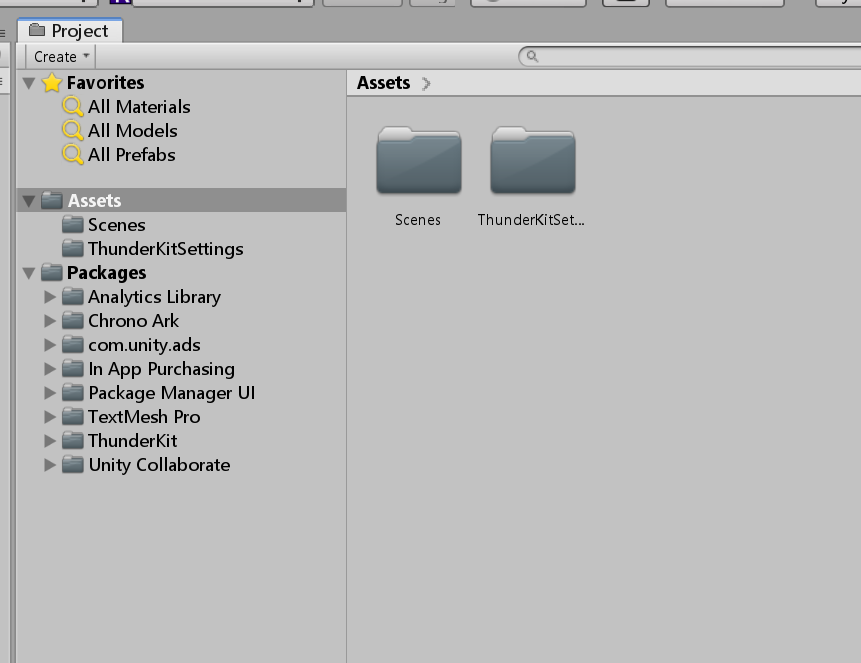 Project
Create
Favorites
All Materials
All Models
All Prefabs
Assets
Scenes
ThunderKitSettings
Packages
Analytics Library
Chrono Ark
com.unity.ads
In App Purchasing
Package Manager UI
TextMesh Pro
ThunderKit
Unity Collaborate
Assets
Scenes
ThunderKitSet...